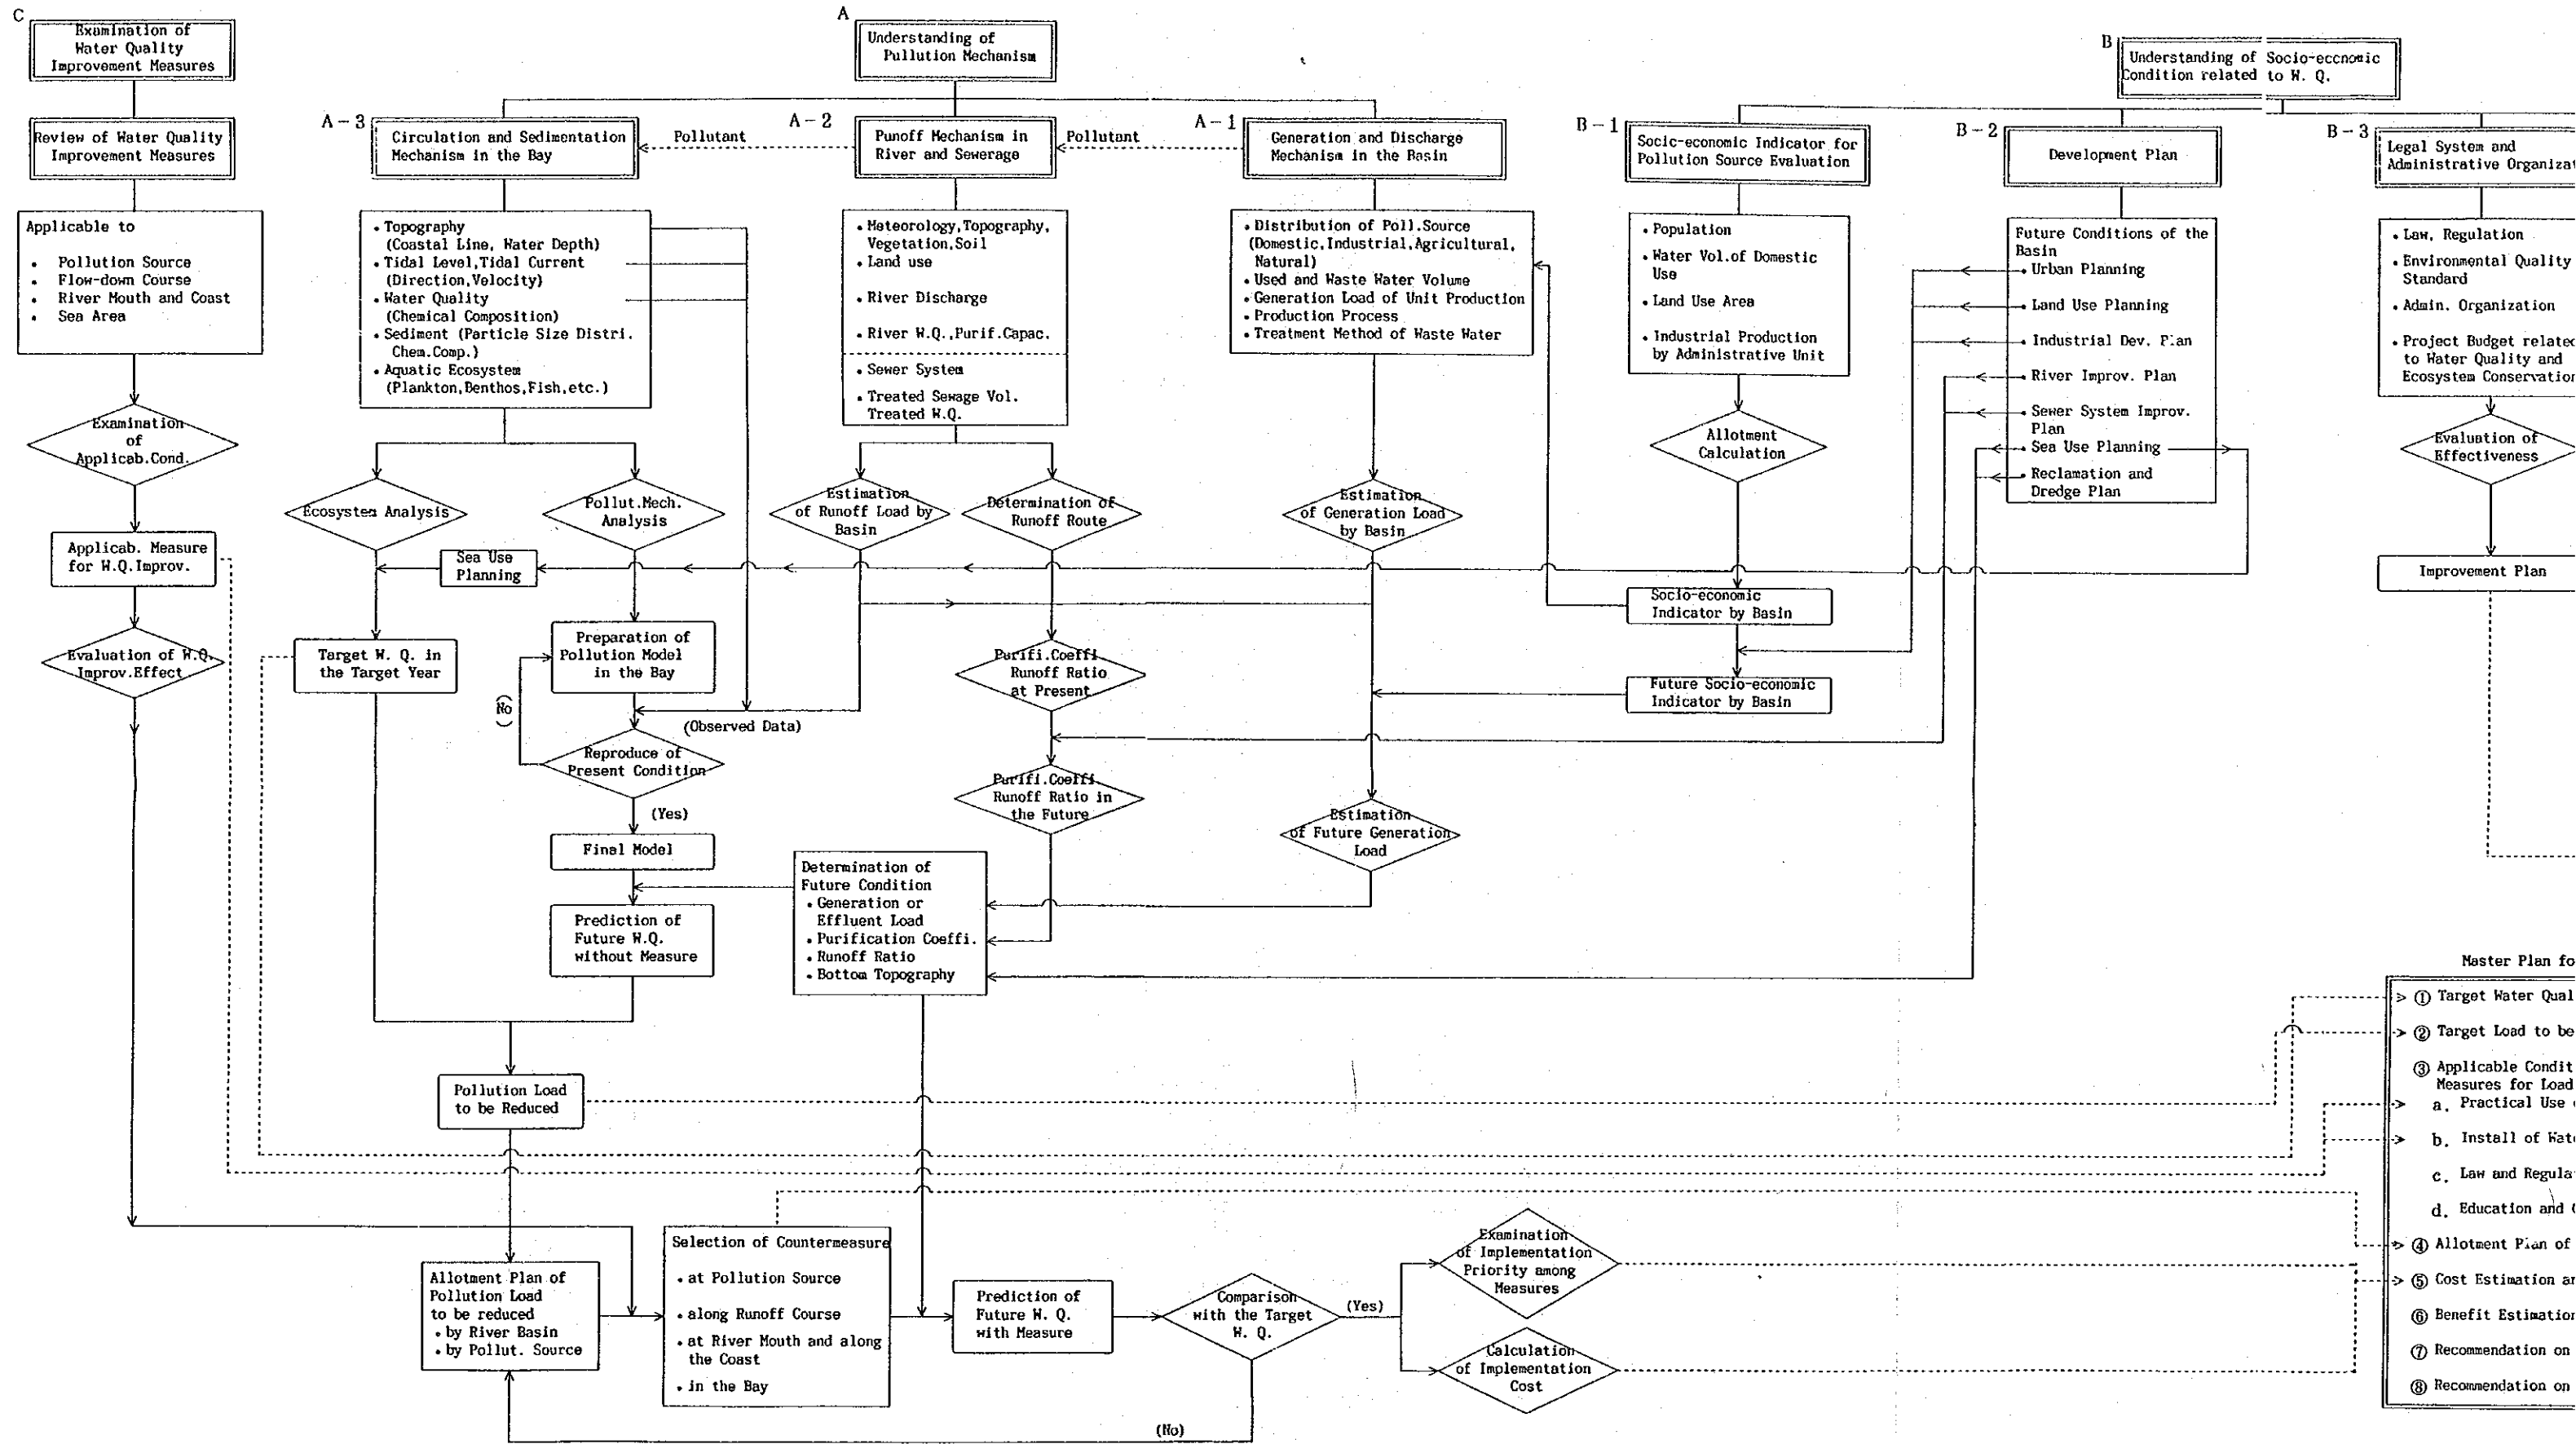 C
Examination of
Water Quality
Improvement Measures
Review of Water Quality
Improvement Measures
Applicable to
• Pollution Source
• Flow-down Course
• River Mouth and Coast
• Sea Area
Examination
of
Applicab.Cond.
Applicab. Measure
for W.Q.Improv.
Evaluation of W.Q.
Improv.Effect
A
Understanding of
Pollution Mechanism
A-3
Circulation and Sedimentation
Mechanism in the Bay
Pollutant
A-2
Punoff Mechanism in
River and Sewerage
Pollutant
A-1
Generation and Discharge
Mechanism in the Basin
• Topography
(Coastal Line, Water Depth)
• Tidal Level,Tidal Current
(Direction,Velocity)
• Water Quality
(Chemical Composition)
• Sediment (Particle Size Distri.
Chem.Comp.)
• Aquatic Ecosystem
(Plankton,Benthos,Fish,etc.)
• Meteorology,Topography,
Vegetation,Soil
• Land use
• River Discharge
• River W.Q.,Purif.Capac.
• Sewer System
• Treated Sewage Vol.
Treated W.Q.
• Distribution of Poll.Source
(Domestic,Industrial,Agricultural,
Natural)
• Used and Waste Water Volume
• Generation Load of Unit Production
• Production Process
• Treatment Method of Waste Water
Ecosystem Analysis
Pollut.Mech.
Analysis
Estimation
of Runoff Load by
Basin
Determination of
Runoff Route
Estimation
of Generation Load
by Basin
Sea Use
Planning
Target W. Q. in
the Target Year
Preparation of
Pollution Model
in the Bay
(No)
(Observed Data)
Reproduce of
Present Condition
(Yes)
Final Model
Prediction of
Future W.Q.
without Measure
Purifi.Coeffi.
Runoff Ratio
at Present
Purifi.Coeffi.
Runoff Ratio in
the Future
Estimation
of Future Generation
Load
Determination of
Future Condition
• Generation or
Effluent Load
• Purification Coeffi.
• Runoff Ratio
• Bottom Topography
B
Understanding of Socio-eccnomic
Condition related to W. Q.
B-1
Socic-economic Indicator for
Pollution Source Evaluation
• Population
• Water Vol.of Domestic
Use
• Land Use Area
• Industrial Production
by Administrative Unit
Allotment
Calculation
Socio-economic
Indicator by Basin
Future Socio-economic
Indicator by Basin
B-2
Development Plan
Future Conditions of the
Basin
• Urban Planning
• Land Use Planning
• Industrial Dev. Plan
• River Improv. Plan
• Sewer System Improv.
Plan
• Sea Use Planning
• Reclamation and
Dredge Plan
B-3
Legal System and
Administrative Organizat
• Law, Regulation
• Environmental Quality
Standard
• Admin. Organization
• Project Budget relatec
to Water Quality and
Ecosystem Conservation
Evaluation of
Effectiveness
Improvement Plan
Pollution Load
to be Reduced
Allotment Plan of
Pollution Load
to be reduced
• by River Basin
• by Pollut. Source
Selection of Countermeasure
• at Pollution Source
• along Runoff Course
• at River Mouth and along
the Coast
• in the Bay
Prediction of
Future W. Q.
with Measure
Comparison
with the Target
W. Q.
(Yes)
(No)
Examination
of Implementation
Priority among
Measures
Calculation
of Implementation
Cost
Master Plan fo
① Target Water Qual
② Target Load to be
③ Applicable Condit
Measures for Load
a. Practical Use
b. Install of Wate
c. Law and Regula
d. Education and
④ Allotment Plan of
⑤ Cost Estimation an
⑥ Benefit Estimation
⑦ Recommendation on
⑧ Recommendation on